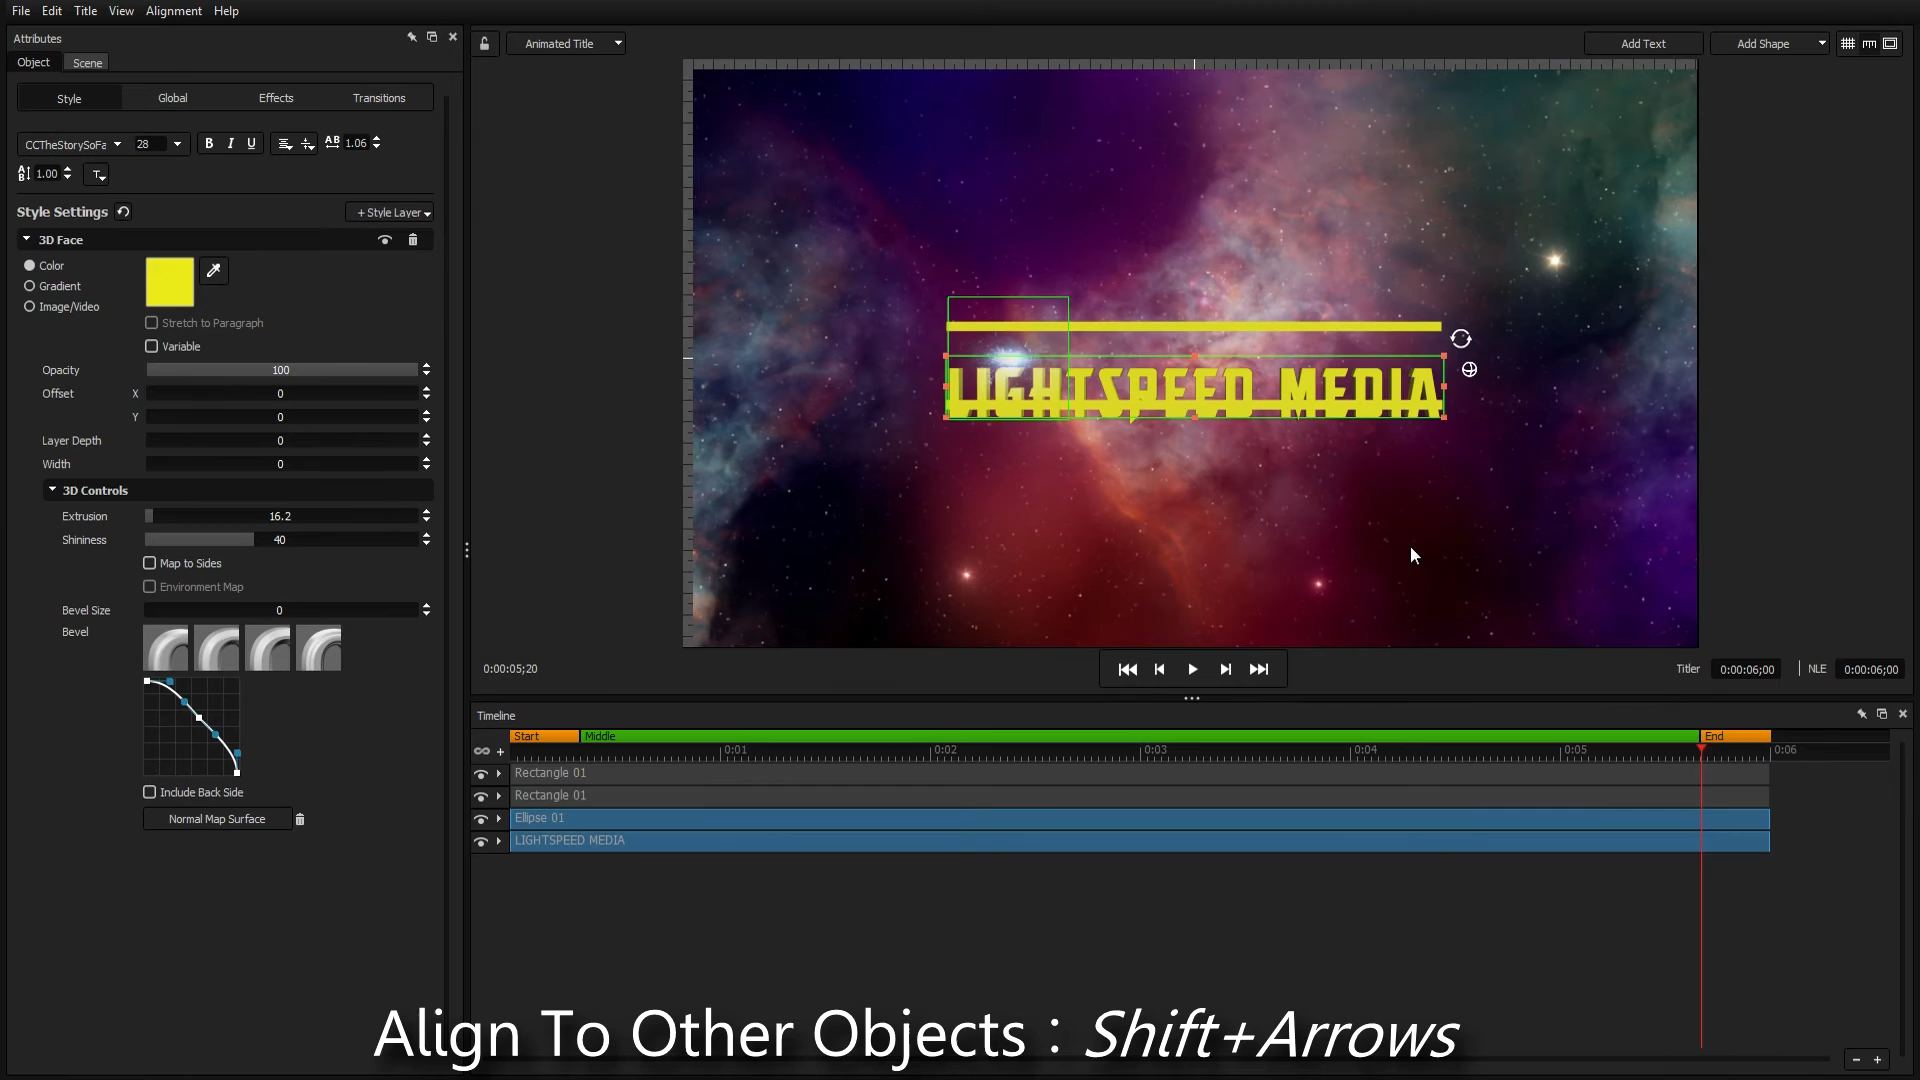 File Edit Title View Alignment Help
Attributes
Object Scene
Style Global Effects Transitions
CCTheStorySoFa 28 B I U AB 1.06
AB 1.00 T
Style Settings + Style Layer
3D Face
Color
Gradient
Image/Video
Stretch to Paragraph
Variable
Opacity 100
Offset X 0
Y 0
Layer Depth 0
Width 0
3D Controls
Extrusion 16.2
Shininess 40
Map to Sides
Environment Map
Bevel Size 0
Bevel
Include Back Side
Normal Map Surface
Animated Title Add Text Add Shape
LIGHTSPEED MEDIA
0:00:05;20 Titler 0:00:06;00 NLE 0:00:06;00
Timeline
Start Middle End
0:01 0:02 0:03 0:04 0:05 0:06
Rectangle 01
Rectangle 01
Ellipse 01
LIGHTSPEED MEDIA
Align To Other Objects : Shift+Arrows